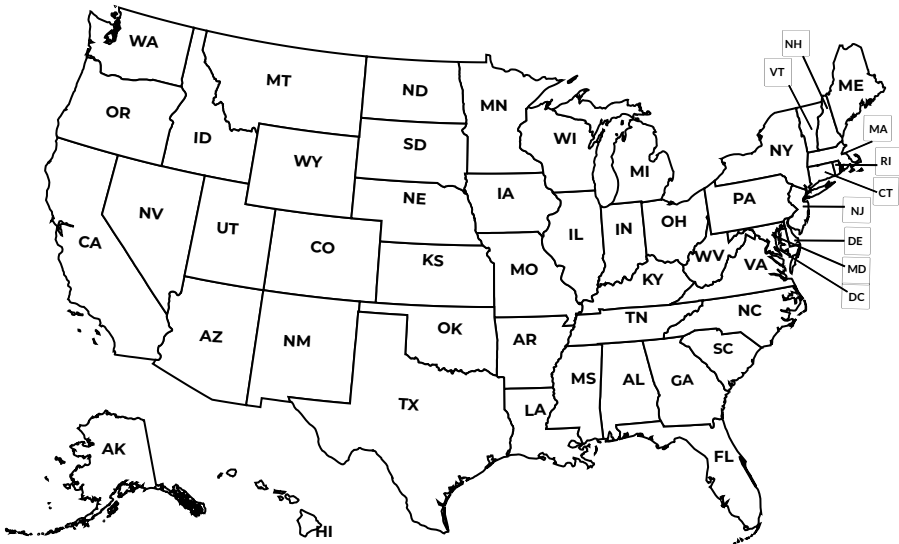 NH
WA
VT
MT
ME
ND
MN
OR
MA
ID
WI
SD
NY
WY
RI
MI
IA
CT
NE
PA
NV
NJ
OH
UT
IN
IL
CA
CO
DE
WV
KS
VA
MO
MD
KY
DC
NC
TN
OK
AZ
NM
AR
SC
MS
AL
GA
TX
LA
AK
FL
HI